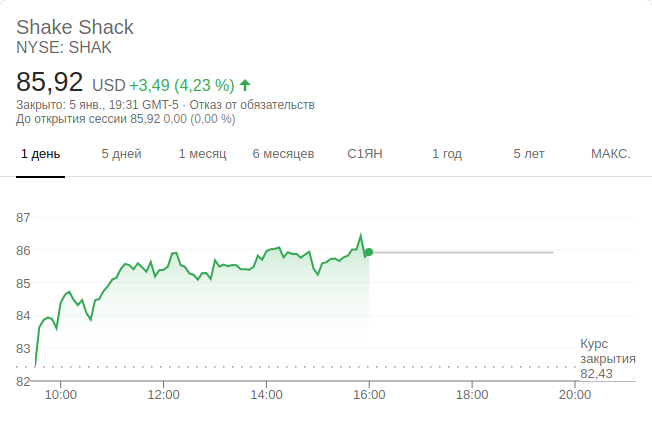 Shake Shack
NYSE: SHAK
85,92 USD +3,49 (4,23 %)
Закрыто: 5 янв., 19:31 GMT-5 · Отказ от обязательств
До открытия сессии 85,92 0,00 (0,00 %)
1 день 5 дней 1 месяц 6 месяцев С1ЯН 1 год 5 лет МАКС.
87
86
85
84
83
Курс
закрытия
82,43
82
10:00 12:00 14:00 16:00 18:00 20:00